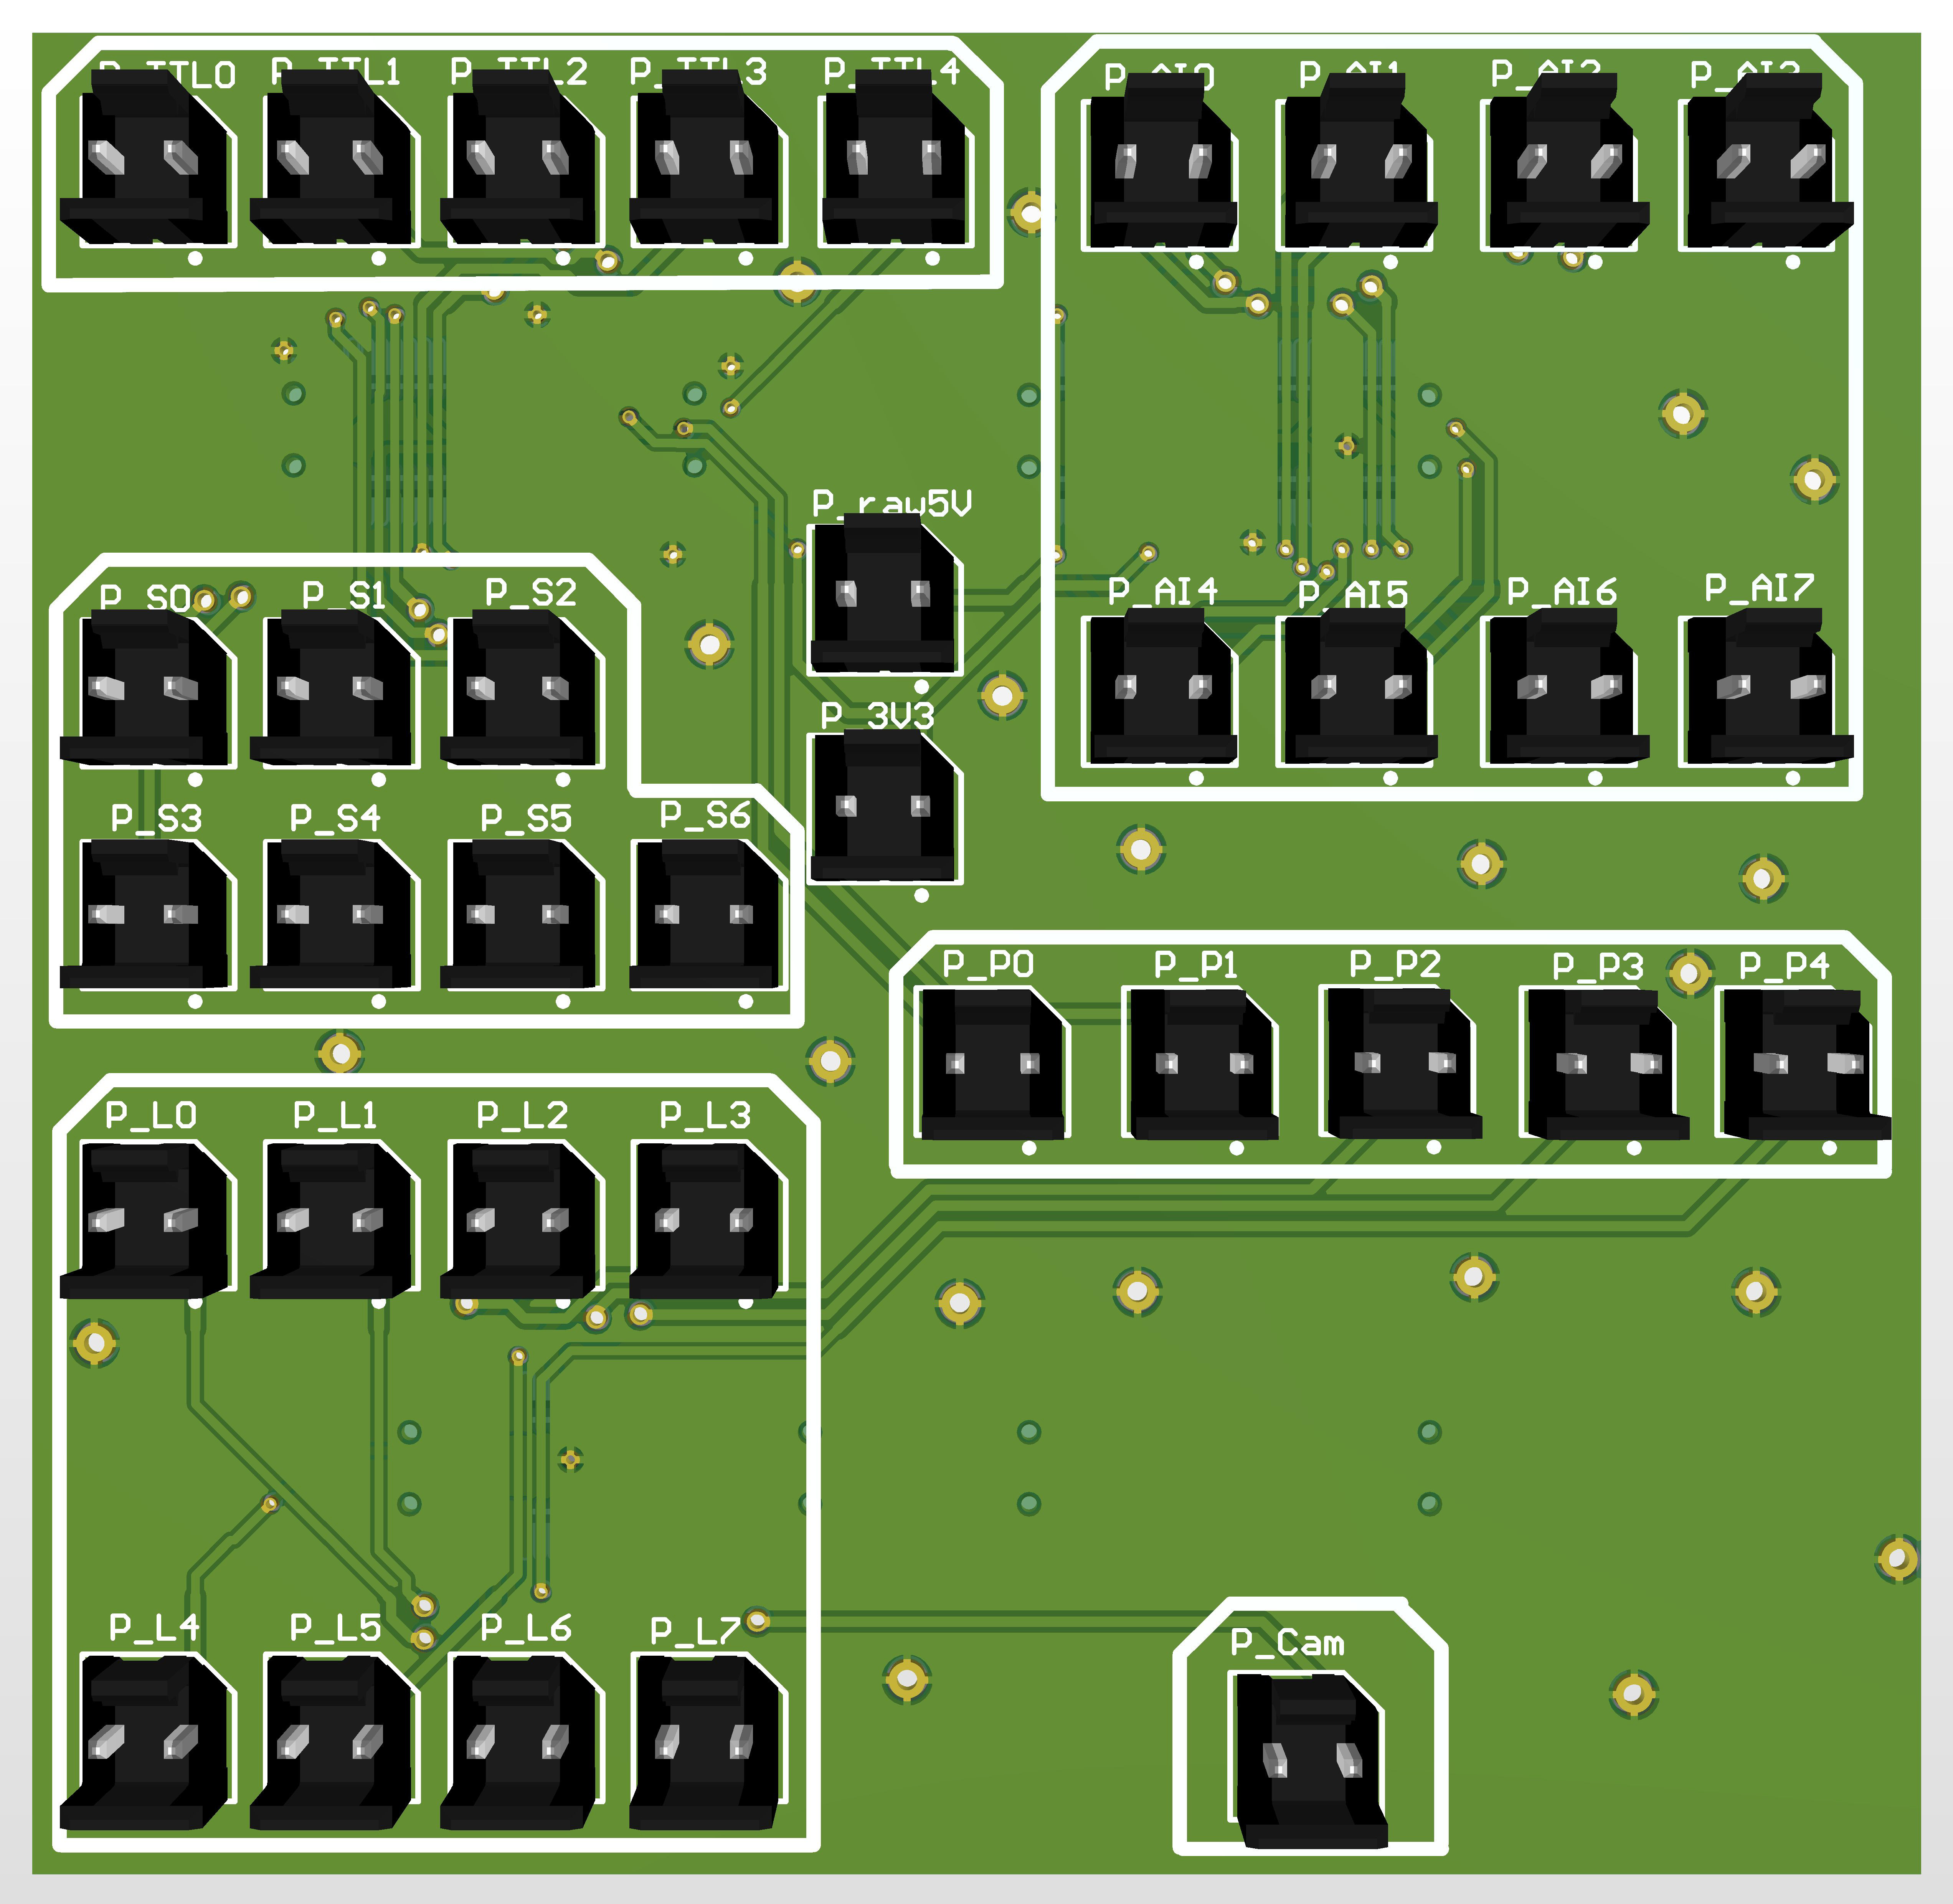 P_TTL0 P_TTL1 P_TTL2 P_TTL3 P_TTL4
P_AI0 P_AI1 P_AI2 P_AI3
P_raw5V
P_S0 P_S1 P_S2
P_AI4 P_AI5 P_AI6 P_AI7
P_3V3
P_S3 P_S4 P_S5 P_S6
P_P0 P_P1 P_P2 P_P3 P_P4
P_L0 P_L1 P_L2 P_L3
P_L4 P_L5 P_L6 P_L7
P_Cam